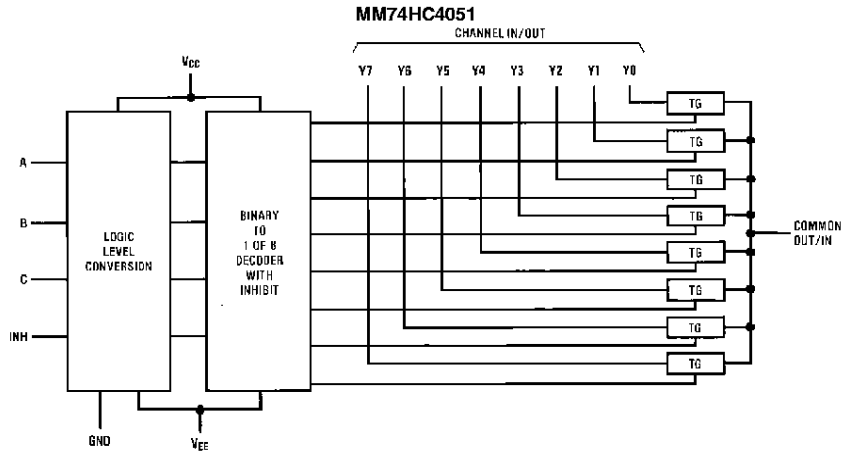 MM74HC4051
CHANNEL IN/OUT
VCC
Y7 Y6 Y5 Y4 Y3 Y2 Y1 Y0
TG
TG
TG
TG
TG
TG
TG
TG
A
B
C
INH
LOGIC
LEVEL
CONVERSION
BINARY
TO
1 OF 8
DECODER
WITH
INHIBIT
COMMON
OUT/IN
GND
VEE